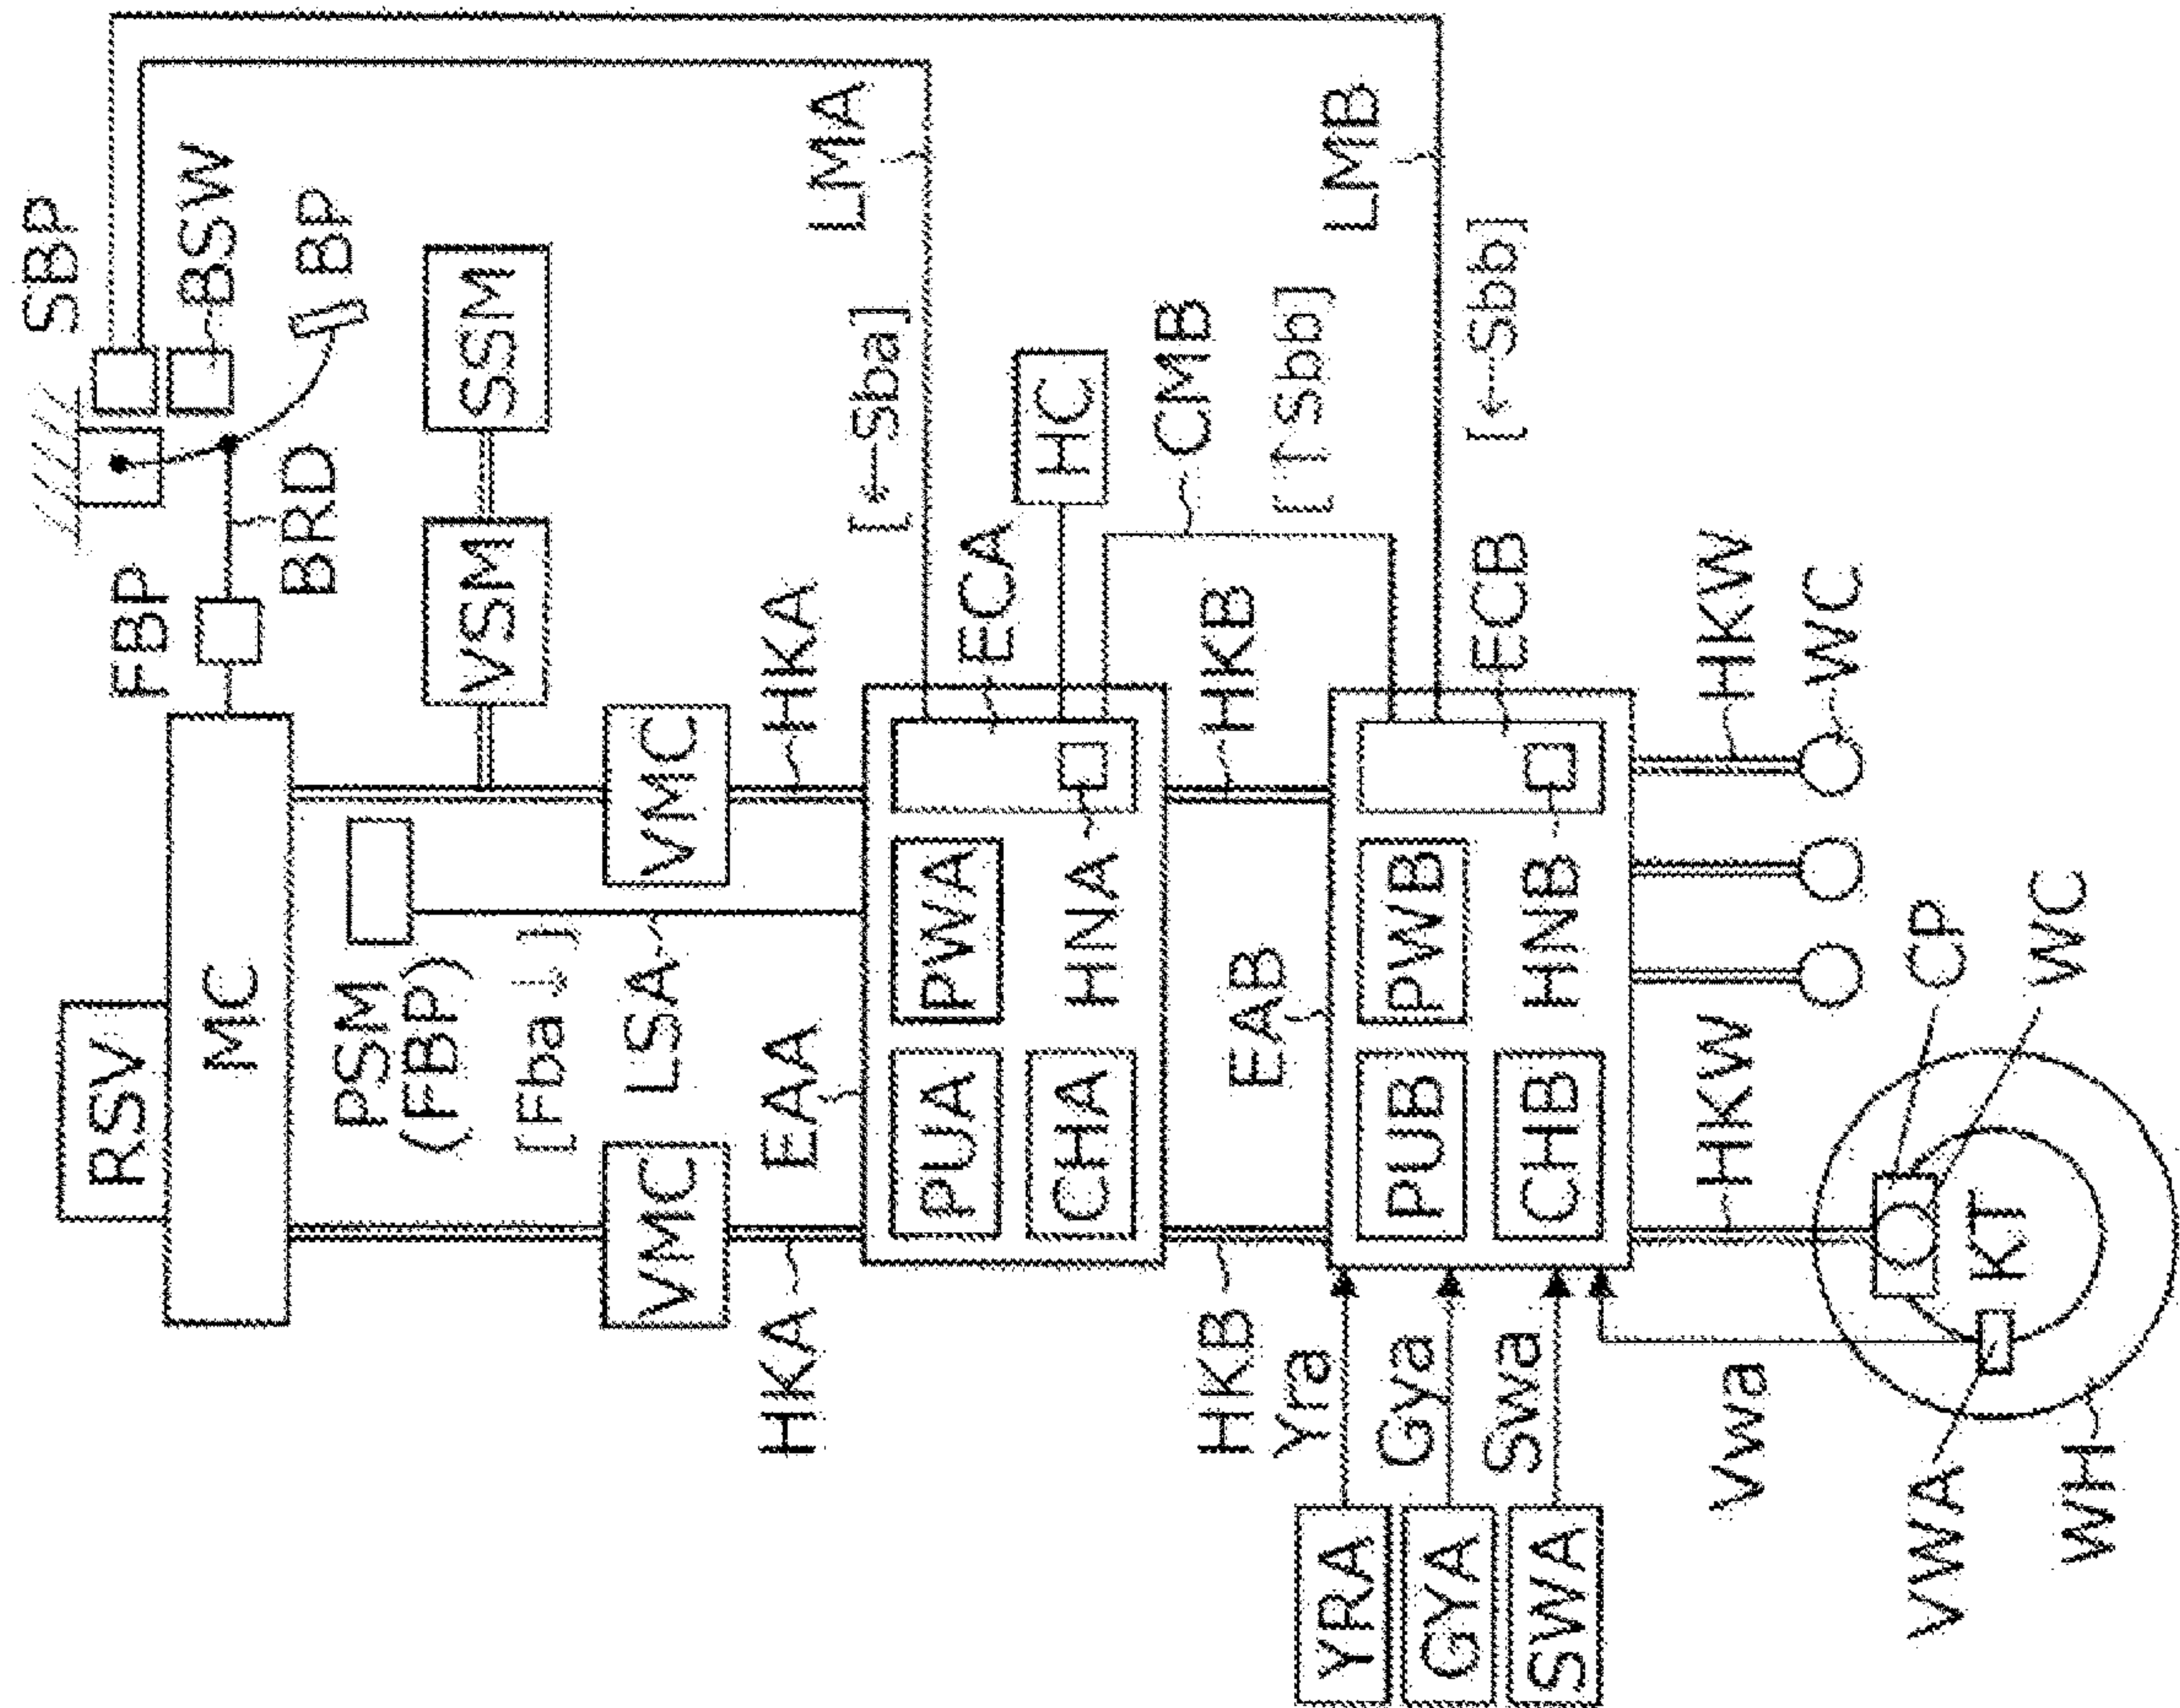 SBP
BSW
BP
FBP
BRD
RSV
MC
SSM
VSM
PSM
(FBP)
[Fba↓]
LSA
VMC
VMC
HKA
HKA
LMA
[←Sba]
EAA
ECA
HC
PUA
PWA
CHA
HNA
CMB
[↑Sbb]
LMB
[←Sbb]
HKB
HKB
EAB
ECB
PUB
PWB
CHB
HNB
YRA
Yra
GYA
Gya
SWA
Swa
Vwa
HKW
HKW
WC
CP
WC
KT
VWA
WH